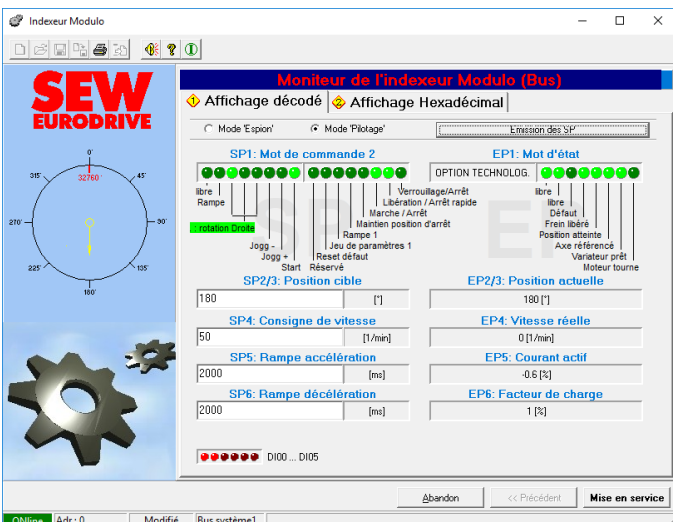 Indexeur Modulo
SEW
EURODRIVE
0'
315'
32760 '
45'
270'
90'
225'
135'
180'
Moniteur de l'indexeur Modulo (Bus)
1 Affichage décodé
2 Affichage Hexadécimal
Mode 'Espion'
Mode 'Pilotage'
Emission des SP
SP1: Mot de commande 2
EP1: Mot d'état
OPTION TECHNOLOG.
SP
EP
libre
Rampe
: rotation Droite
Jogg -
Jogg +
Start
Verrouillage/Arrêt
Libération / Arrêt rapide
Marche / Arrêt
Maintien position d'arrêt
Rampe 1
Jeu de paramètres 1
Reset défaut
Réservé
libre
libre
Défaut
Frein libéré
Position atteinte
Axe référencé
Variateur prêt
Moteur tourne
SP2/3: Position cible
EP2/3: Position actuelle
180
[°]
180 [°]
SP4: Consigne de vitesse
EP4: Vitesse réelle
50
[1/min]
0 [1/min]
SP5: Rampe accélération
EP5: Courant actif
2000
[ms]
-0.6 [%]
SP6: Rampe décélération
EP6: Facteur de charge
2000
[ms]
1 [%]
DI00 ... DI05
Abandon
<< Précédent
Mise en service
ONline
Adr.: 0
Modifié
Bus système1